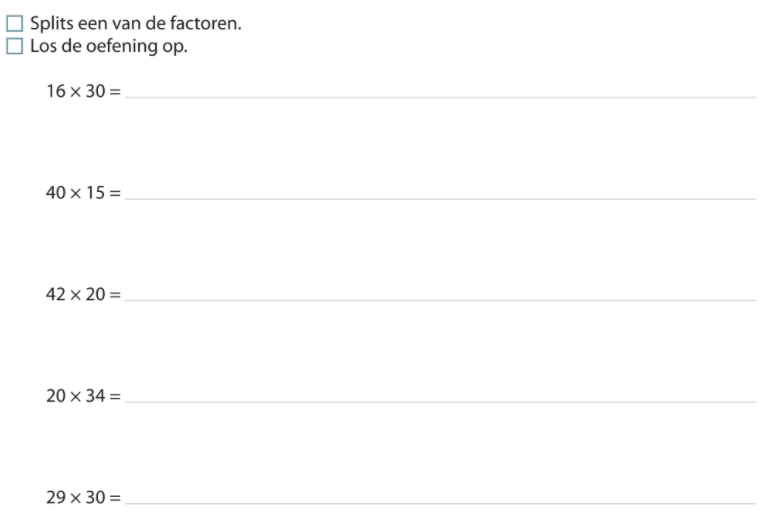 Splits een van de factoren.
Los de oefening op.
16 × 30 =
40 × 15 =
42 × 20 =
20 × 34 =
29 × 30 =